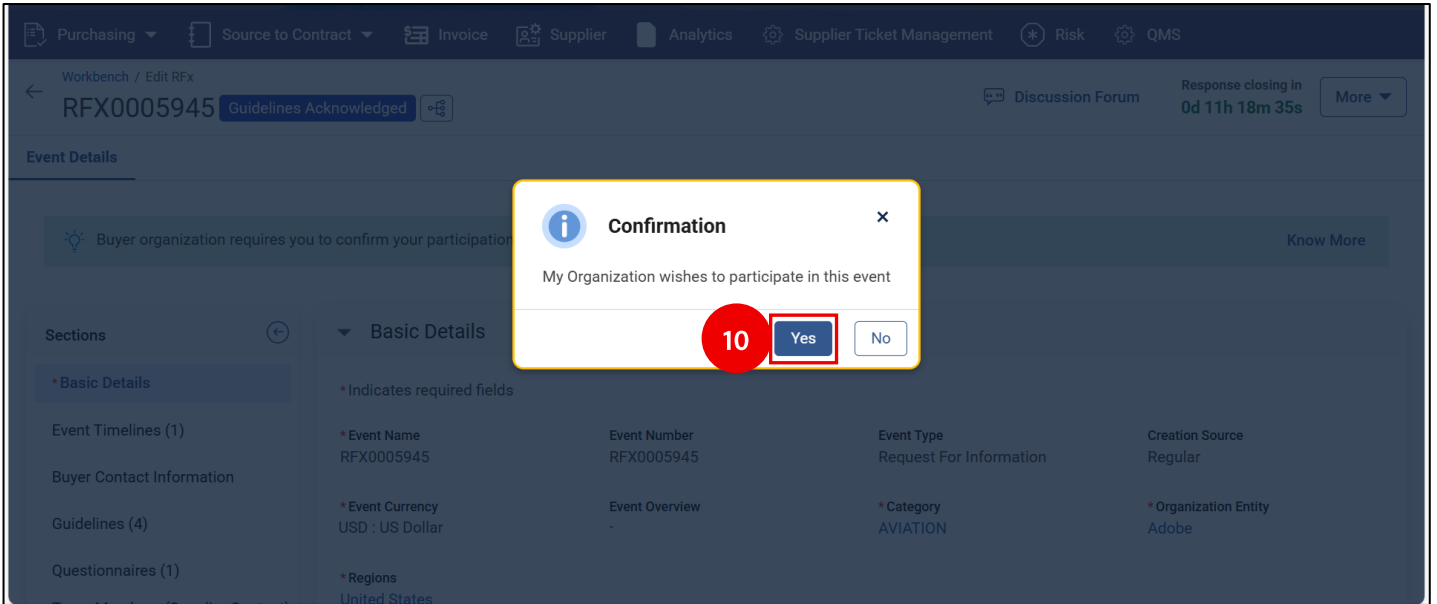 Purchasing Source to Contract Invoice Supplier Analytics Supplier Ticket Management Risk QMS
Workbench / Edit RFx
RFX0005945 Guidelines Acknowledged
Discussion Forum
Response closing in
0d 11h 18m 35s
More
Event Details
Buyer organization requires you to confirm your participation
Know More
Confirmation
×
My Organization wishes to participate in this event
10
Yes
No
Sections
*Basic Details
Event Timelines (1)
Buyer Contact Information
Guidelines (4)
Questionnaires (1)
Basic Details
*Indicates required fields
*Event Name
RFX0005945
Event Number
RFX0005945
Event Type
Request For Information
Creation Source
Regular
*Event Currency
USD : US Dollar
Event Overview
-
*Category
AVIATION
*Organization Entity
Adobe
*Regions
United States